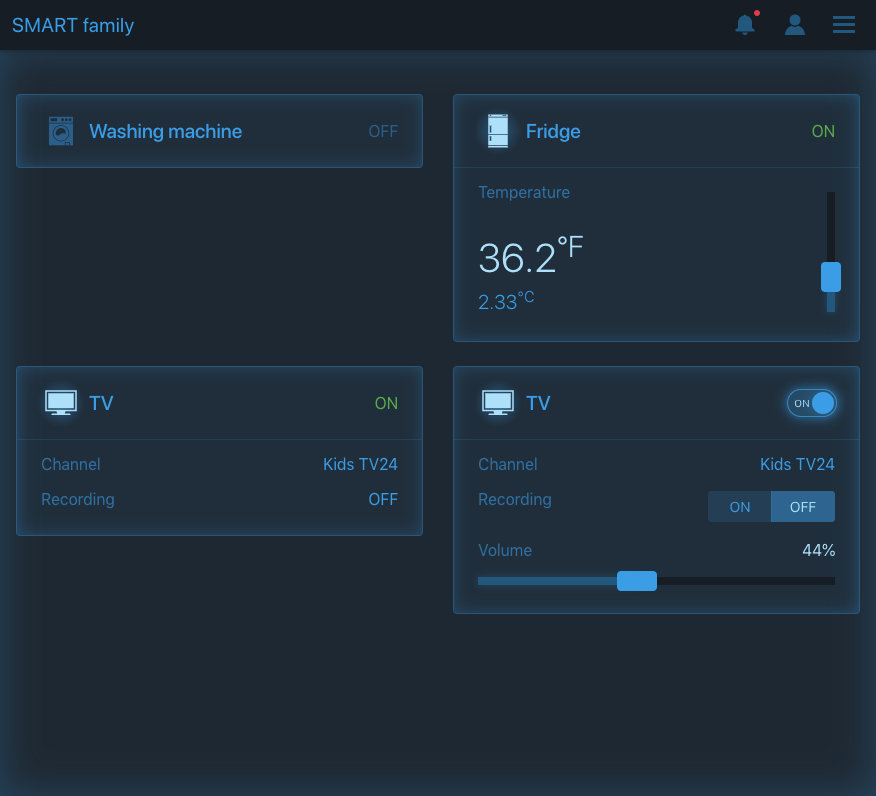 SMART family
Washing machine OFF
Fridge ON
Temperature
36.2°F
2.33°C
TV ON
Channel Kids TV24
Recording OFF
TV ON
Channel Kids TV24
Recording ON OFF
Volume 44%